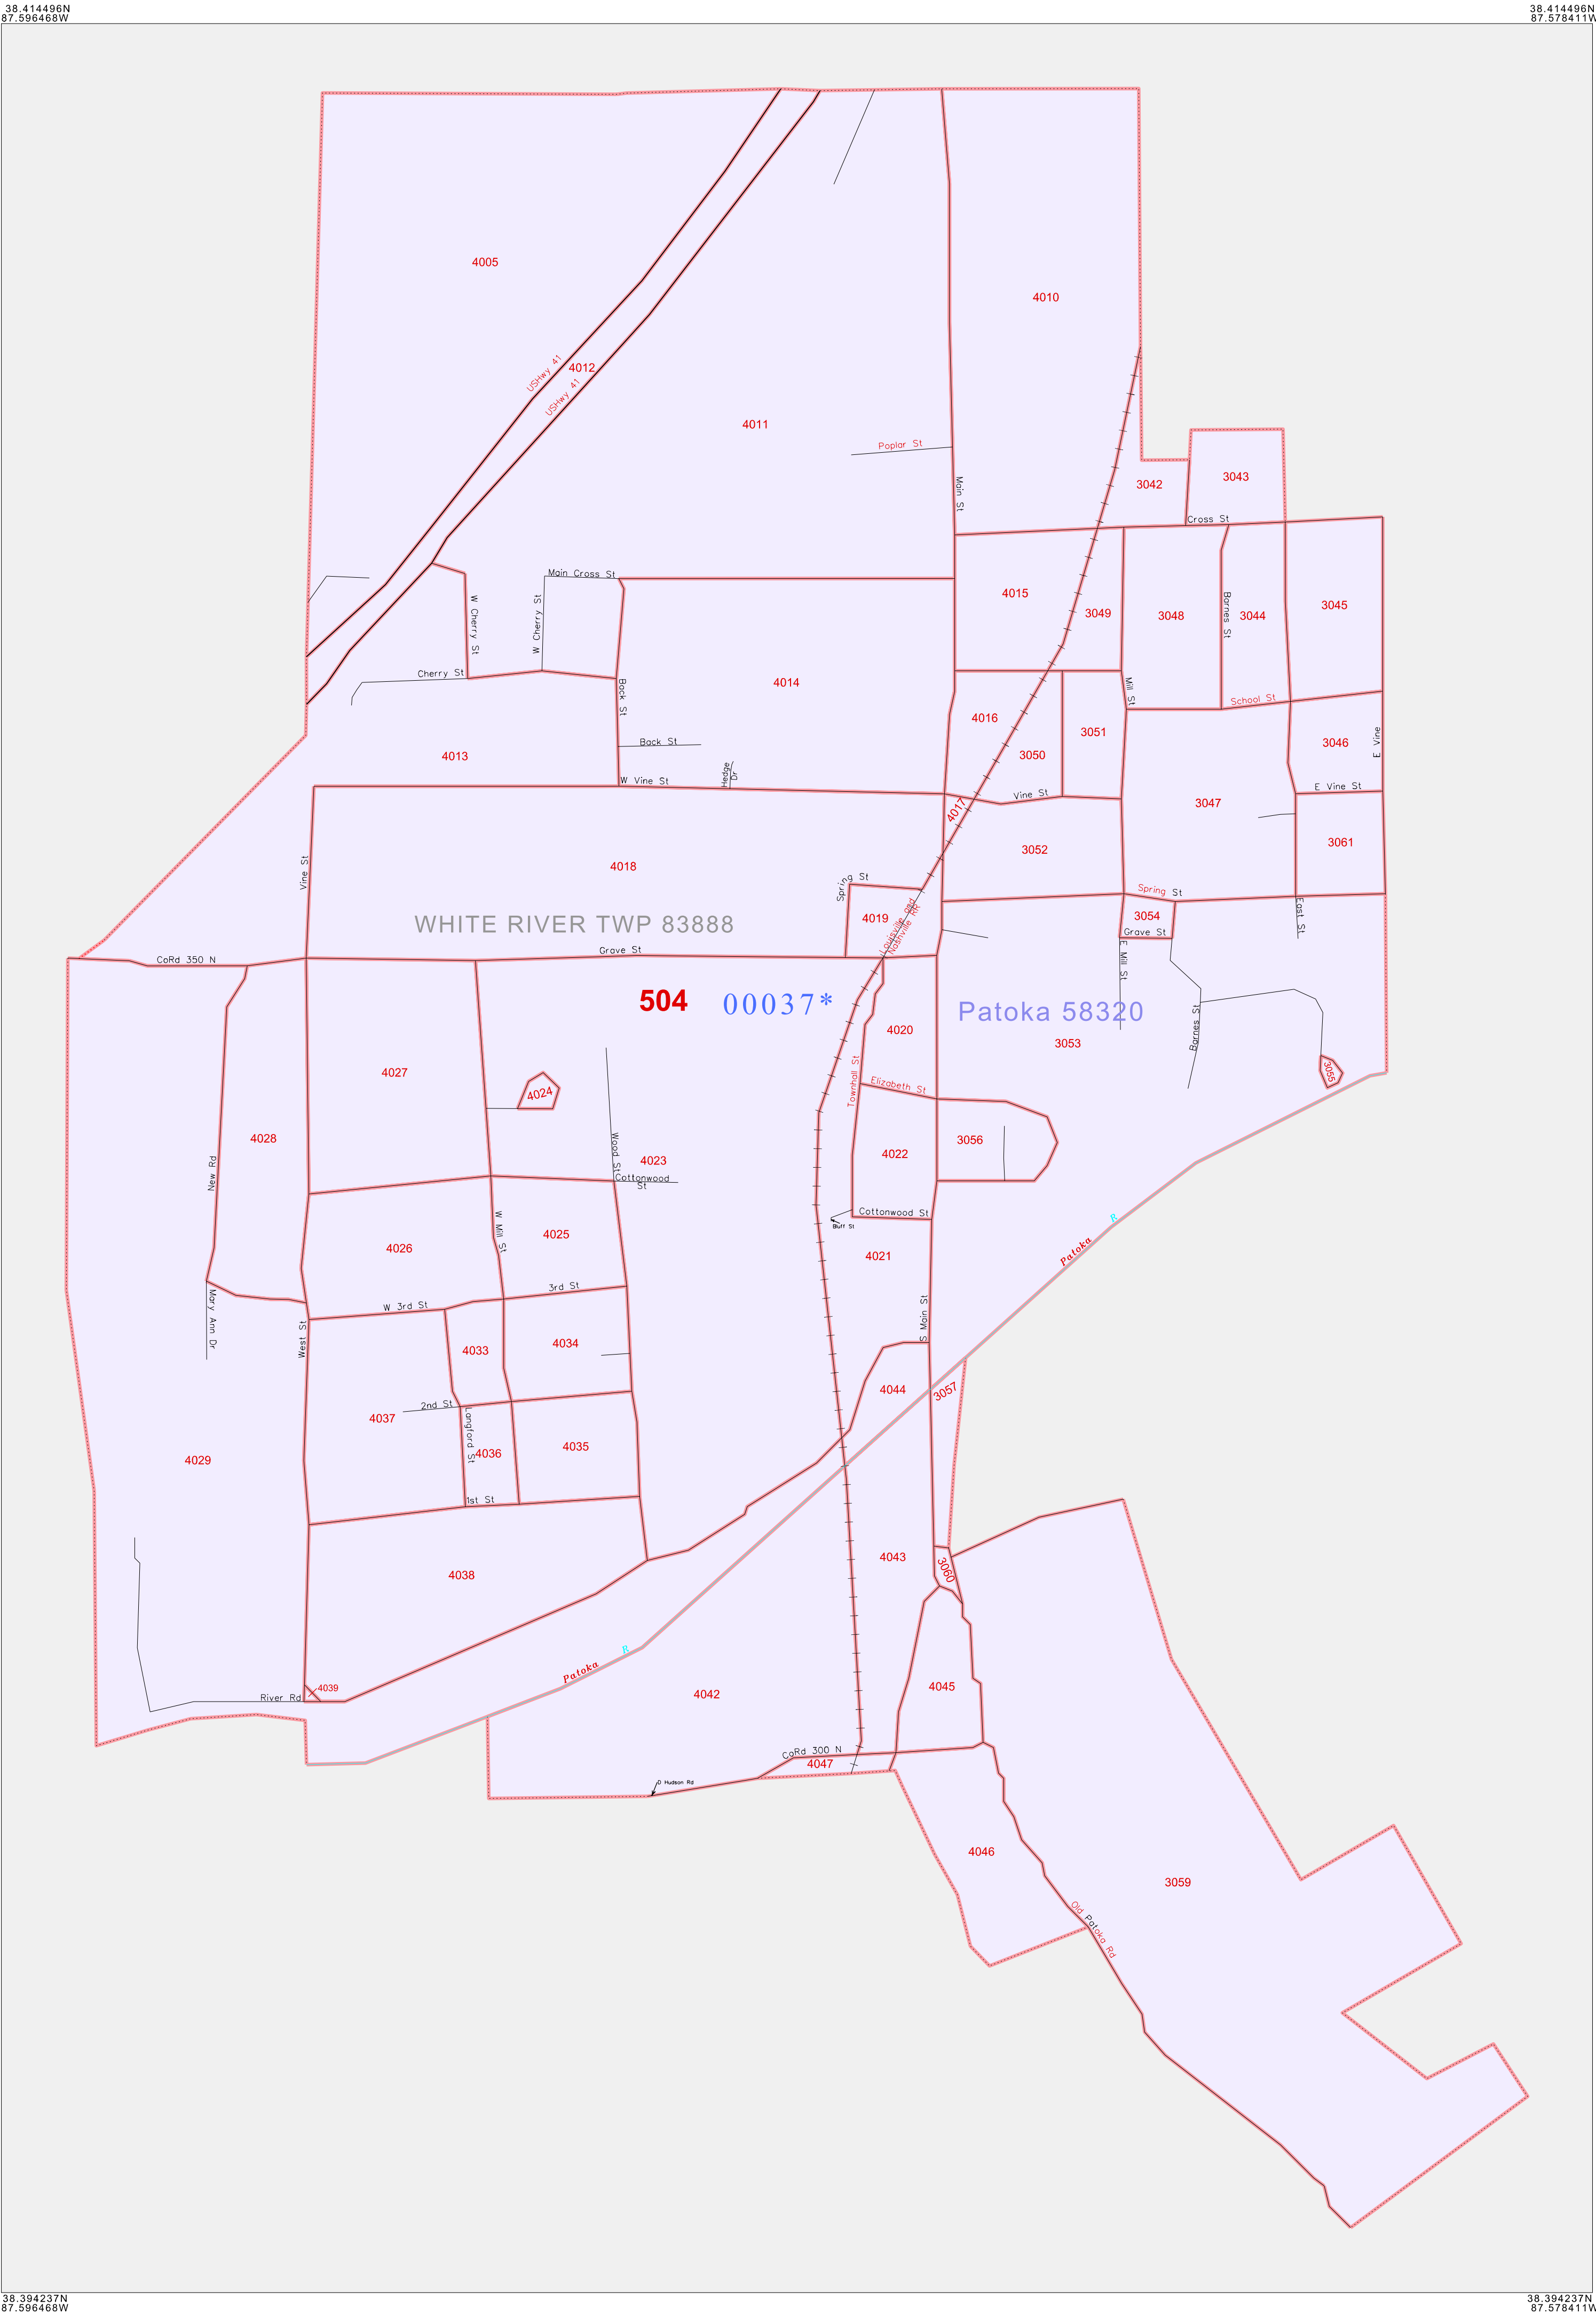 38.414496N
87.596468W
38.414496N
87.578411W
4005
4010
USHwy 41
4012
USHwy 41
4011
Poplar St
Main St
3042
3043
Cross St
Main Cross St
W Cherry St
W Cherry St
4015
3049
3048
Barnes St
3044
3045
Cherry St
Back St
4014
Mill St
School St
4016
3051
3050
3046
E Vine
4013
Back St
Hedge
Dr
W Vine St
Vine St
E Vine St
4017
3047
3052
3061
Vine St
4018
Spring St
Spring St
4019
Louisville and
Nashville RR
WHITE RIVER TWP 83888
3054
Grave St
East St
E Mill St
CoRd 350 N
Grave St
504
00037*
Patoka 58320
4020
3053
Barnes St
4027
4024
Townhall St
Elizabeth St
3055
4028
New Rd
Wood St
4023
4022
3056
Cottonwood
St
Cottonwood St
Bluff St
W Mill St
4026
4025
4021
Patoka R
3rd St
W 3rd St
Mary Ann Dr
West St
S Main St
4033
4034
4044
3057
2nd St
4037
Langford St
4036
4035
4029
1st St
4043
3060
4038
Patoka R
4039
River Rd
4042
4045
CoRd 300 N
4047
D Hudson Rd
4046
3059
Old Patoka Rd
38.394237N
87.596468W
38.394237N
87.578411W